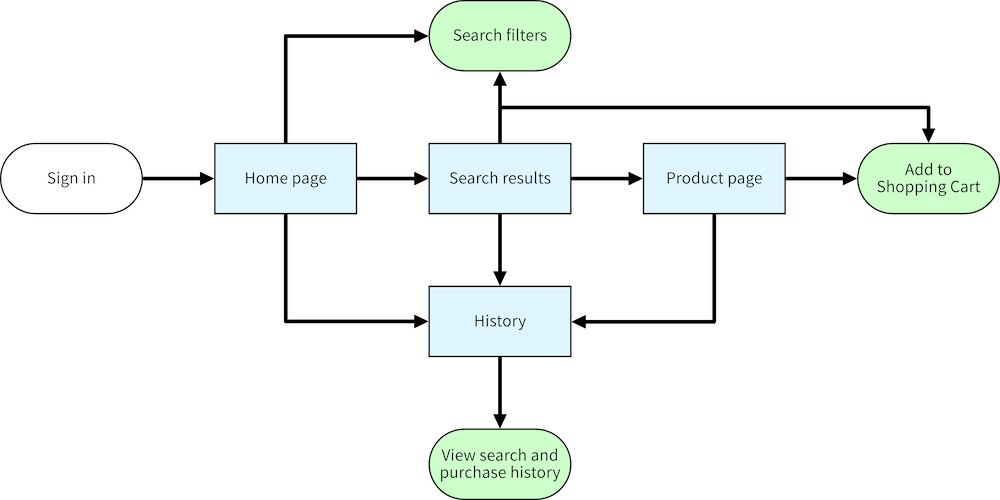 Search filters
Sign in
Home page
Search results
Product page
Add to
Shopping Cart
History
View search and
purchase history